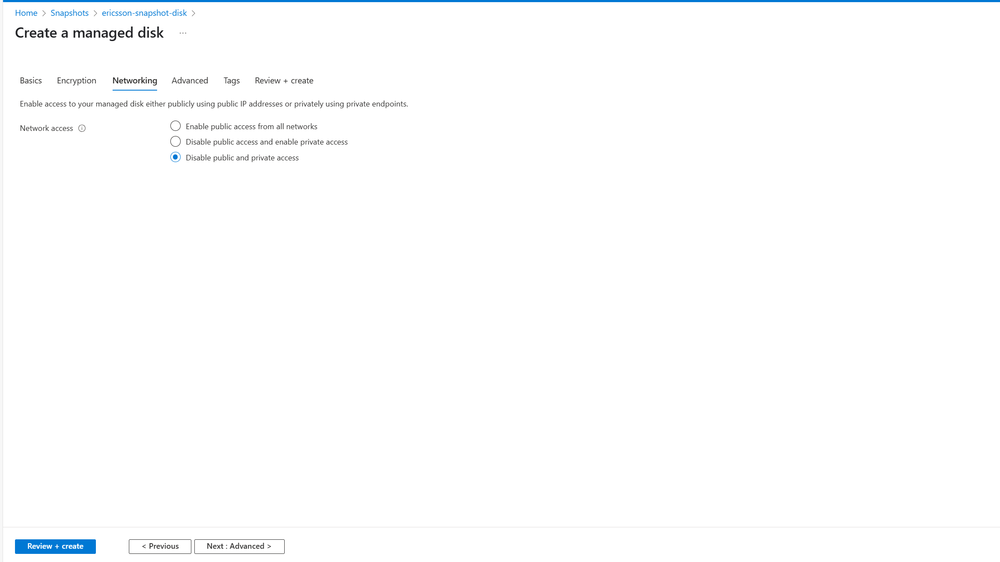 Home > Snapshots > ericsson-snapshot-disk >
Create a managed disk ...
Basics Encryption Networking Advanced Tags Review + create
Enable access to your managed disk either publicly using public IP addresses or privately using private endpoints.
Network access
Enable public access from all networks
Disable public access and enable private access
Disable public and private access
Review + create < Previous Next : Advanced >